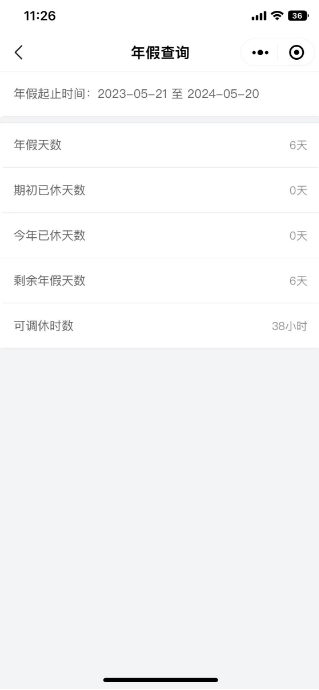 11:26
36
年假查询
年假起止时间：2023-05-21 至 2024-05-20
年假天数 6天
期初已休天数 0天
今年已休天数 0天
剩余年假天数 6天
可调休时数 38小时